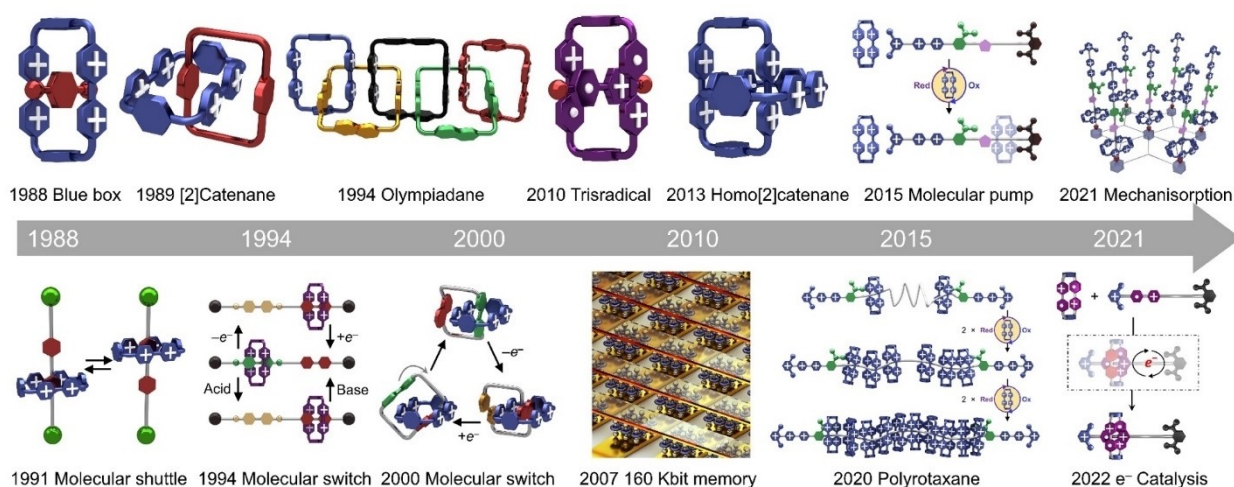 Red Ox
1988 Blue box
1989 [2]Catenane
1994 Olympiadane
2010 Trisradical
2013 Homo[2]catenane
2015 Molecular pump
2021 Mechanisorption
1988 1994 2000 2010 2015 2021
–e⁻ +e⁻
Acid Base
–e⁻
+e⁻
2 × Red Ox
2 × Red Ox
+
e⁻
1991 Molecular shuttle
1994 Molecular switch
2000 Molecular switch
2007 160 Kbit memory
2020 Polyrotaxane
2022 e⁻ Catalysis